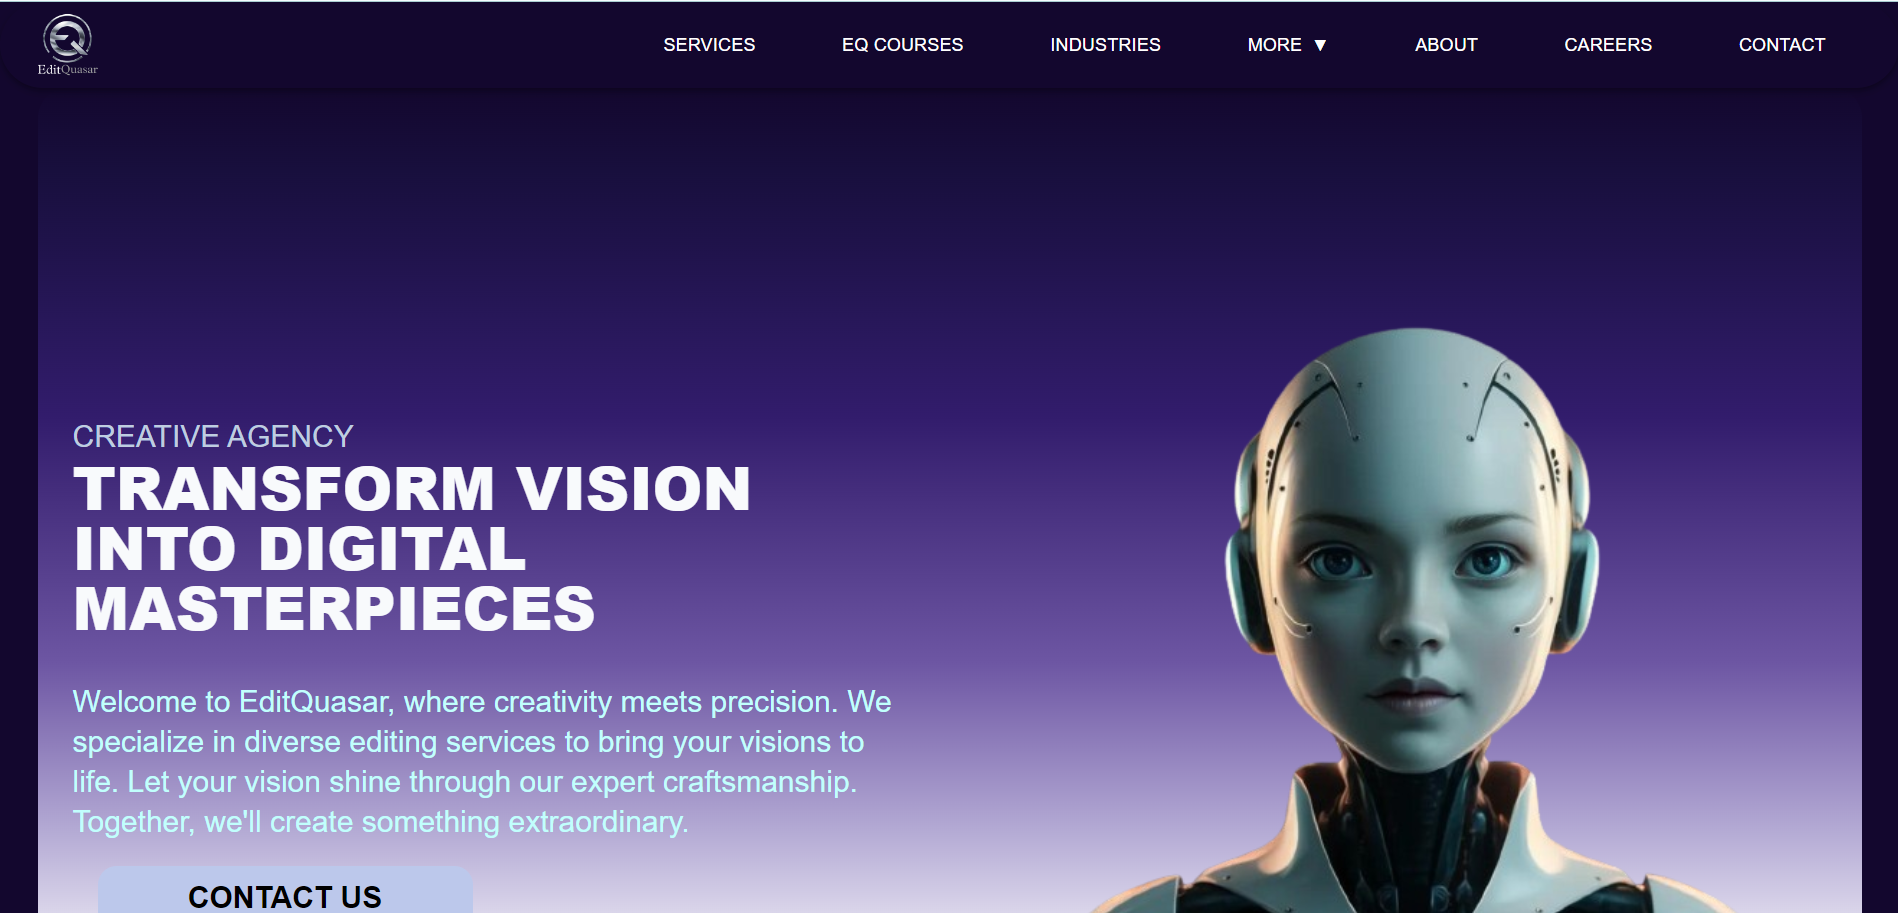 EQ
EditQuasar
SERVICES
EQ COURSES
INDUSTRIES
MORE ▼
ABOUT
CAREERS
CONTACT
CREATIVE AGENCY
TRANSFORM VISION
INTO DIGITAL
MASTERPIECES
Welcome to EditQuasar, where creativity meets precision. We
specialize in diverse editing services to bring your visions to
life. Let your vision shine through our expert craftsmanship.
Together, we'll create something extraordinary.
CONTACT US